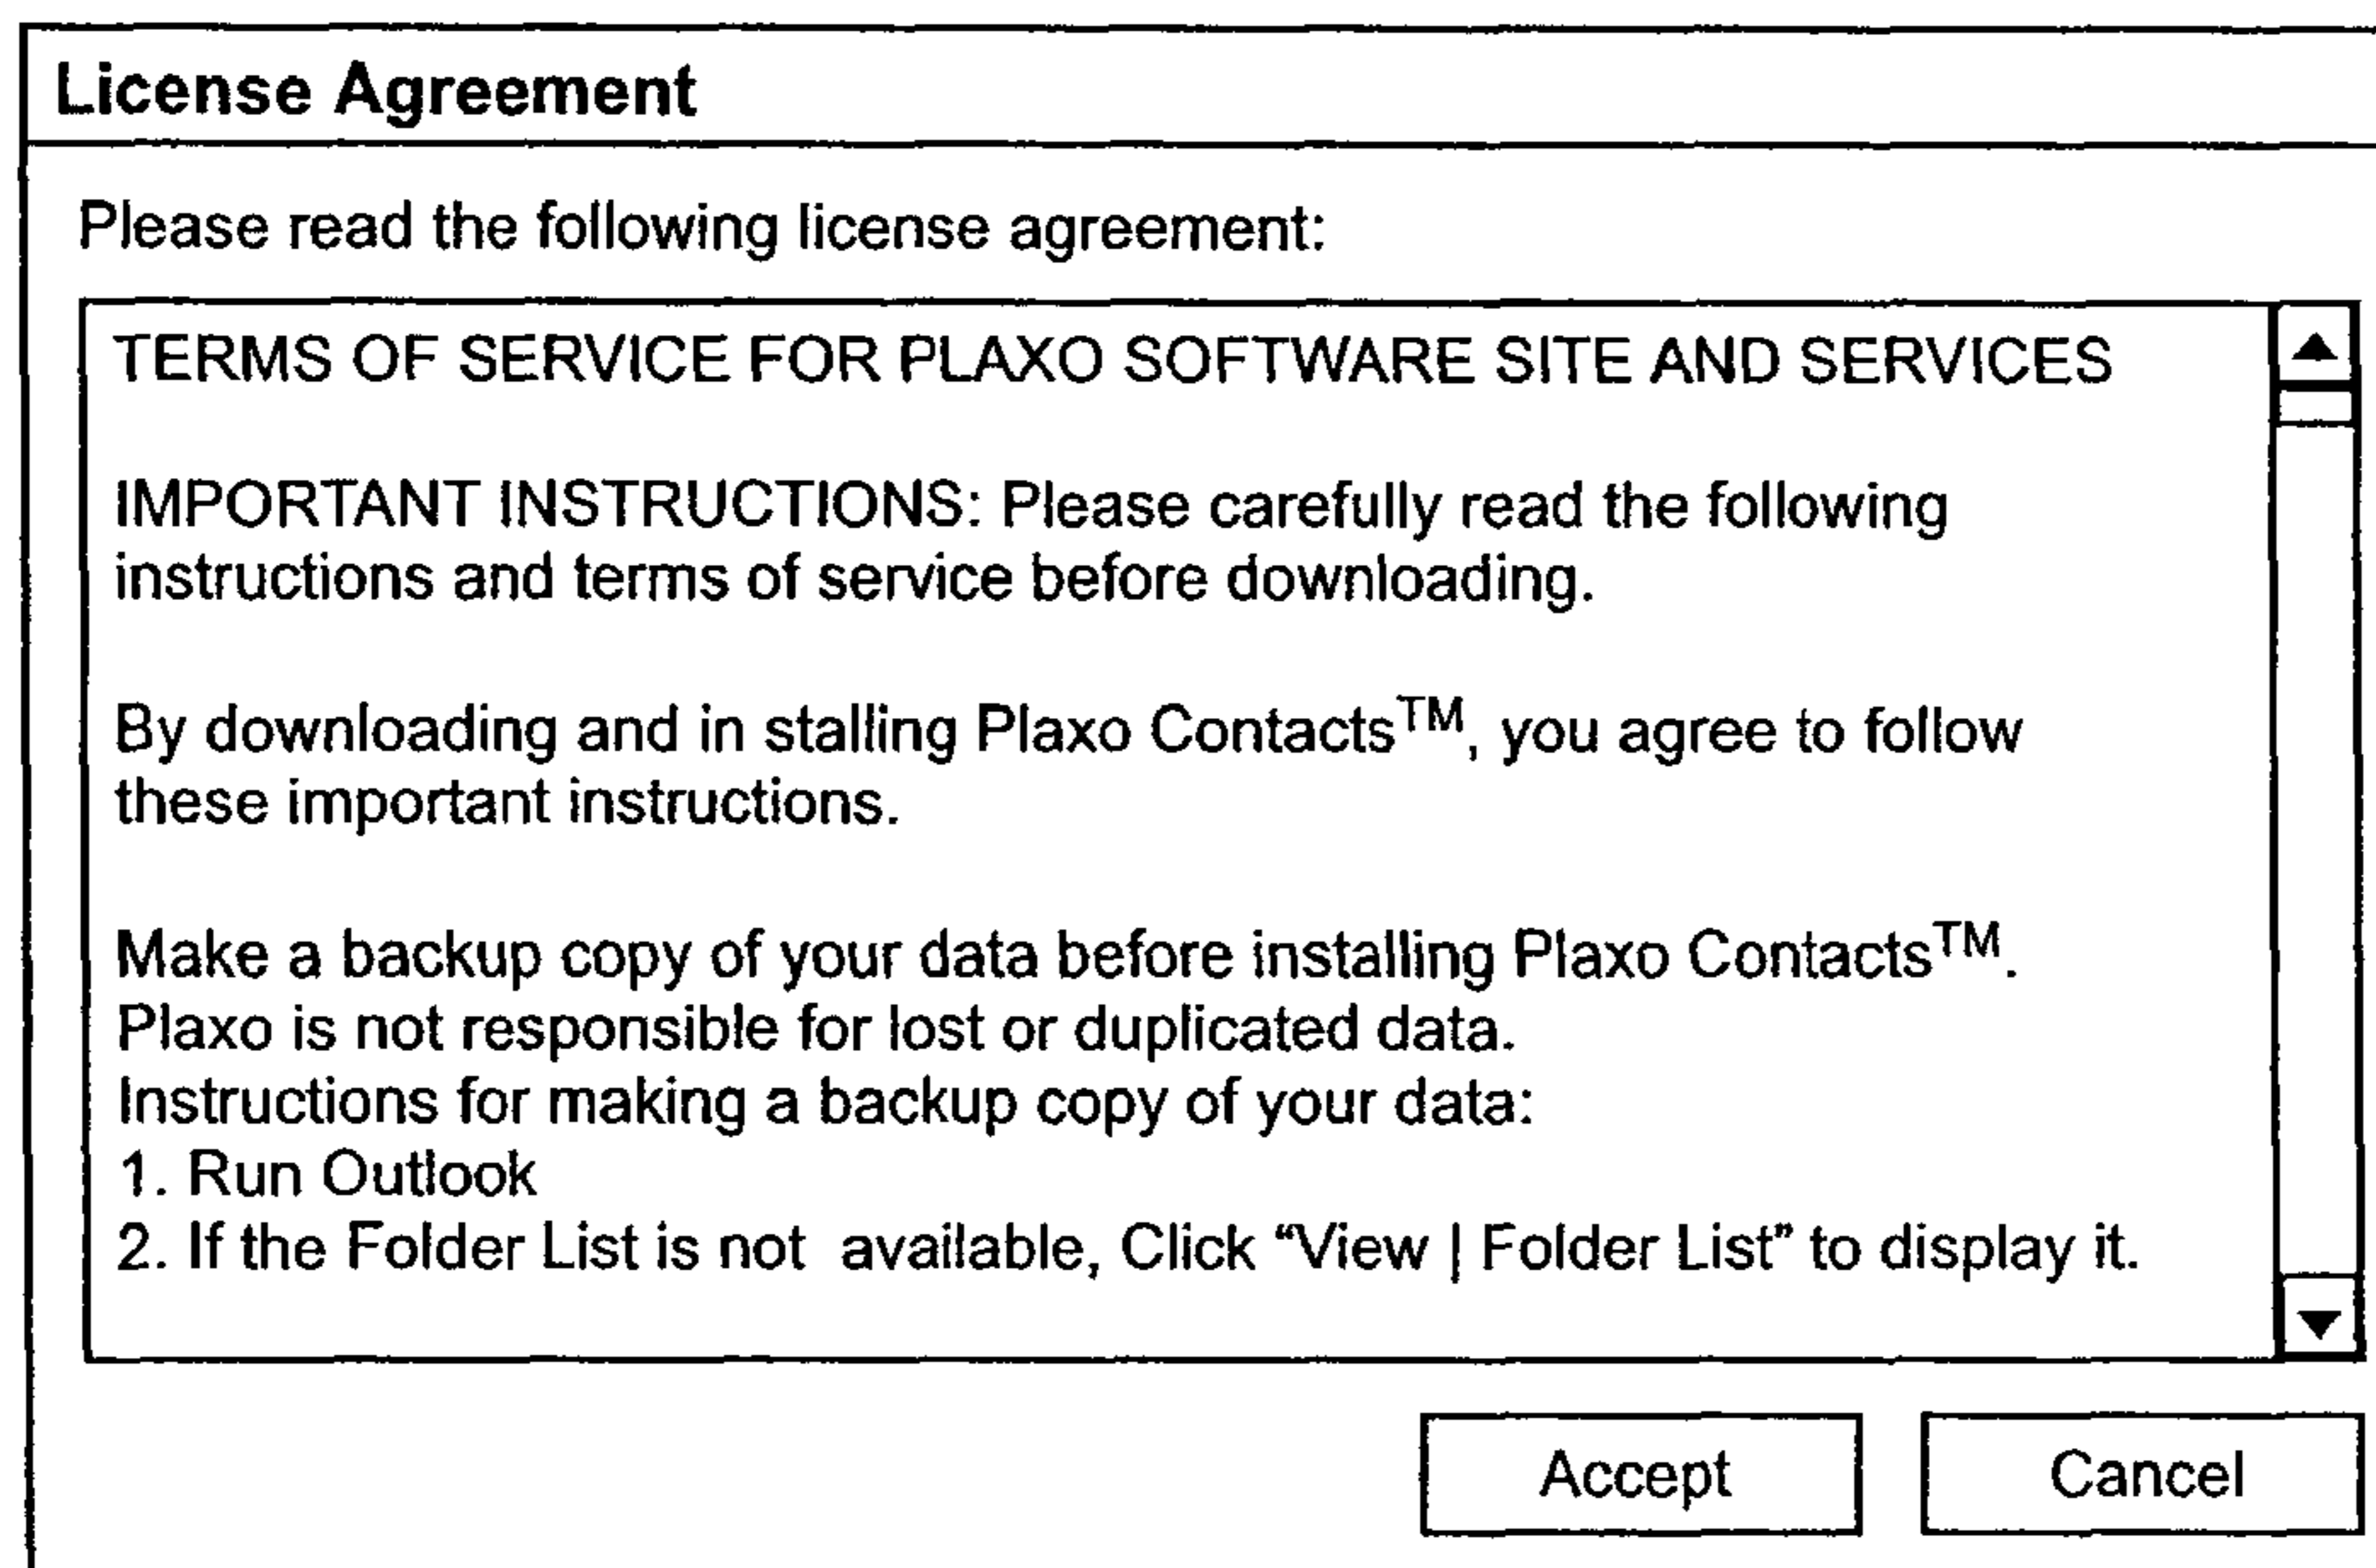 License Agreement
Please read the following license agreement:
TERMS OF SERVICE FOR PLAXO SOFTWARE SITE AND SERVICES
IMPORTANT INSTRUCTIONS: Please carefully read the following
instructions and terms of service before downloading.
By downloading and in stalling Plaxo Contacts™, you agree to follow
these important instructions.
Make a backup copy of your data before installing Plaxo Contacts™.
Plaxo is not responsible for lost or duplicated data.
Instructions for making a backup copy of your data:
1. Run Outlook
2. If the Folder List is not  available, Click “View | Folder List” to display it.
Accept
Cancel